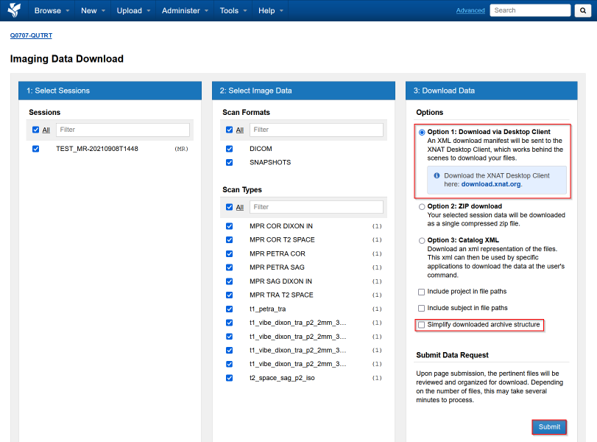 Browse New Upload Administer Tools Help Advanced Search
Q0707-QUTRT
Imaging Data Download
1: Select Sessions
Sessions
All Filter
TEST_MR-20210908T1448 (MR)
2: Select Image Data
Scan Formats
All Filter
DICOM
SNAPSHOTS
Scan Types
All Filter
MPR COR DIXON IN (1)
MPR COR T2 SPACE (1)
MPR PETRA COR (1)
MPR PETRA SAG (1)
MPR SAG DIXON IN (1)
MPR TRA T2 SPACE (1)
t1_petra_tra (1)
t1_vibe_dixon_tra_p2_2mm_3... (1)
t1_vibe_dixon_tra_p2_2mm_3... (1)
t1_vibe_dixon_tra_p2_2mm_3... (1)
t1_vibe_dixon_tra_p2_2mm_3... (1)
t2_space_sag_p2_iso (1)
3: Download Data
Options
Option 1: Download via Desktop Client
An XML download manifest will be sent to the
XNAT Desktop Client, which works behind the
scenes to download your files.
Download the XNAT Desktop Client
here: download.xnat.org.
Option 2: ZIP download
Your selected session data will be downloaded
as a single compressed zip file.
Option 3: Catalog XML
Download an xml representation of the files.
This xml can then be used by specific
applications to download the data at the user's
command.
Include project in file paths
Include subject in file paths
Simplify downloaded archive structure
Submit Data Request
Upon page submission, the pertinent files will be
reviewed and organized for download. Depending
on the number of files, this may take several
minutes to process.
Submit